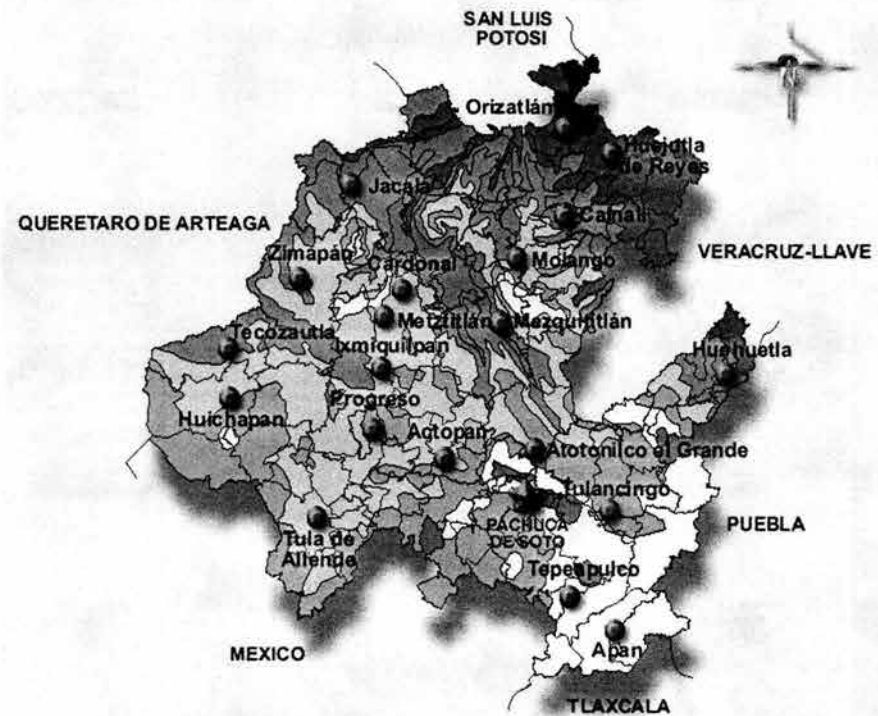 SAN LUIS
POTOSI
Orizatlán
Huejutla
de Reyes
Jacala
QUERETARO DE ARTEAGA
Calnali
Zimapán
Cardonal
Molango
VERACRUZ-LLAVE
Metztitlán
Mezquititlán
Tecozautla
Ixmiquilpan
Huehuetla
Huichapan
Progreso
Actopan
Atotonilco el Grande
Tulancingo
PACHUCA
DE SOTO
PUEBLA
Tula de
Allende
Tepeapulco
MEXICO
Apan
TLAXCALA